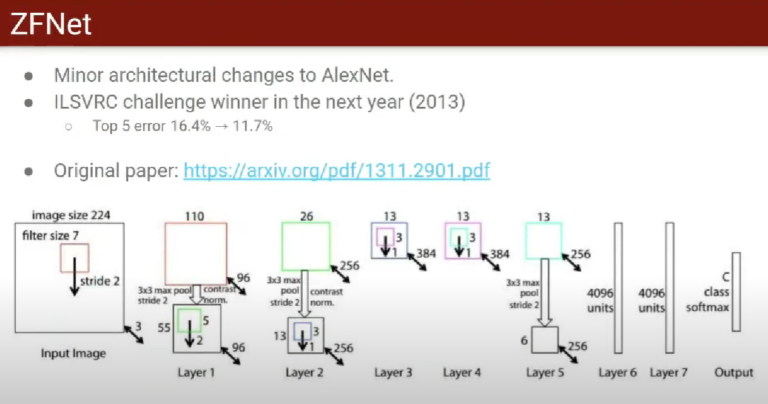 ZFNet
● Minor architectural changes to AlexNet.
● ILSVRC challenge winner in the next year (2013)
○ Top 5 error 16.4% → 11.7%
● Original paper: https://arxiv.org/pdf/1311.2901.pdf
image size 224
filter size 7
stride 2
3
Input Image
110
96
3x3 max pool
stride 2
contrast
norm.
55
5
2
96
Layer 1
26
256
3x3 max
pool
stride 2
contrast
norm.
13
3
1
256
Layer 2
13
3
1
384
Layer 3
13
3
1
384
Layer 4
13
256
3x3 max
pool
stride 2
6
256
Layer 5
4096
units
Layer 6
4096
units
Layer 7
C
class
softmax
Output